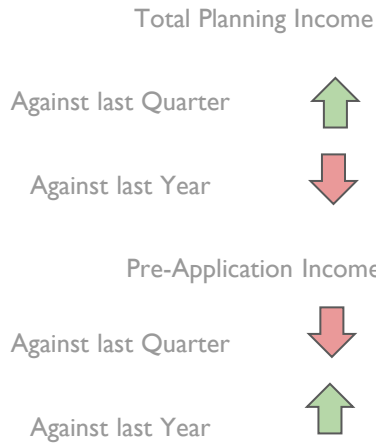 Total Planning Income
Against last Quarter
Against last Year
Pre-Application Income
Against last Quarter
Against last Year